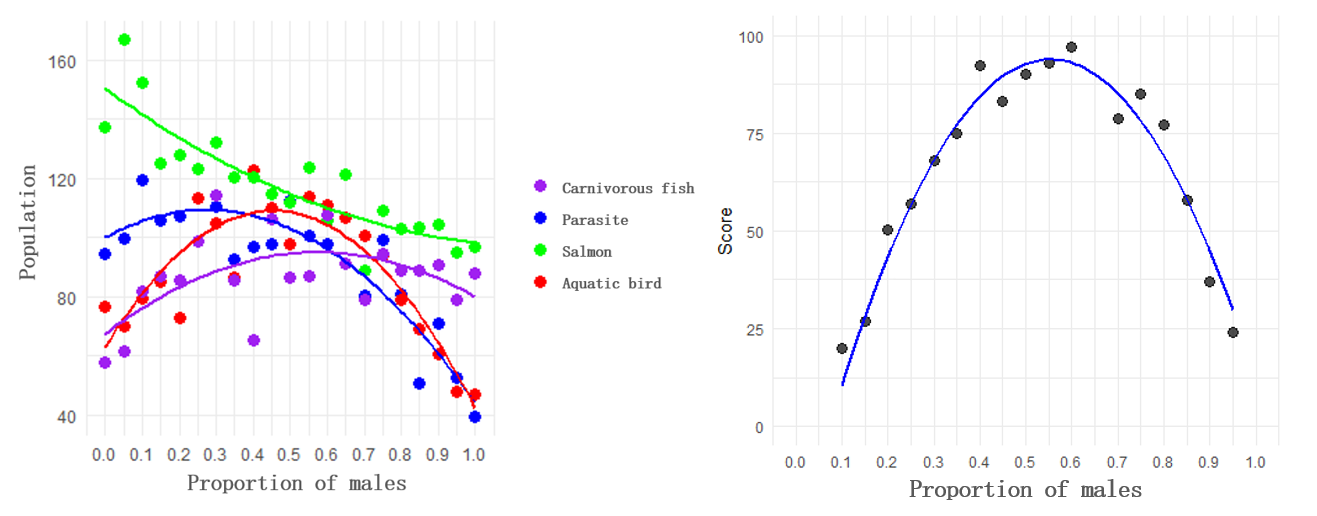 160
120
80
40
Population
0.0 0.1 0.2 0.3 0.4 0.5 0.6 0.7 0.8 0.9 1.0
Proportion of males
Carnivorous fish
Parasite
Salmon
Aquatic bird
100
75
50
25
0
Score
0.0 0.1 0.2 0.3 0.4 0.5 0.6 0.7 0.8 0.9 1.0
Proportion of males